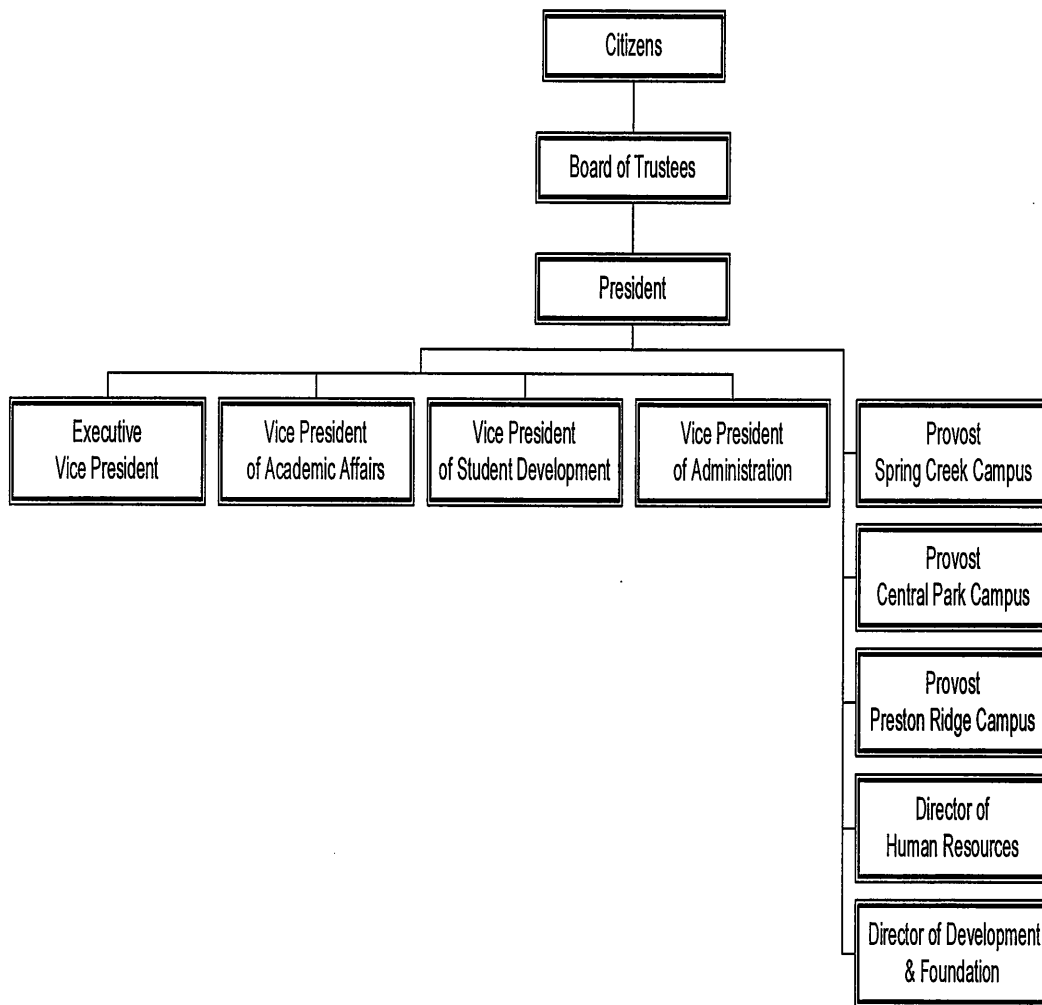 Citizens
Board of Trustees
President
Executive
Vice President
Vice President
of Academic Affairs
Vice President
of Student Development
Vice President
of Administration
Provost
Spring Creek Campus
Provost
Central Park Campus
Provost
Preston Ridge Campus
Director of
Human Resources
Director of Development
& Foundation